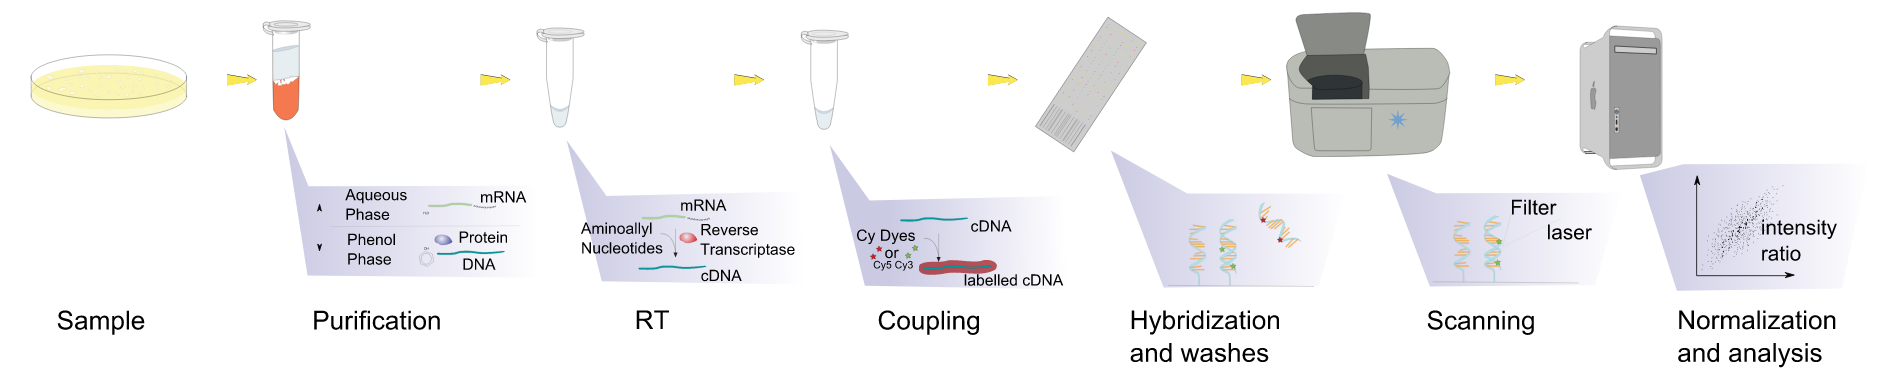 Aqueous
Phase
mRNA
Phenol
Phase
Protein
DNA
mRNA
Aminoallyl
Nucleotides
Reverse
Transcriptase
cDNA
cDNA
Cy Dyes
or
Cy5 Cy3
labelled cDNA
Filter
laser
intensity
ratio
Sample
Purification
RT
Coupling
Hybridization
and washes
Scanning
Normalization
and analysis